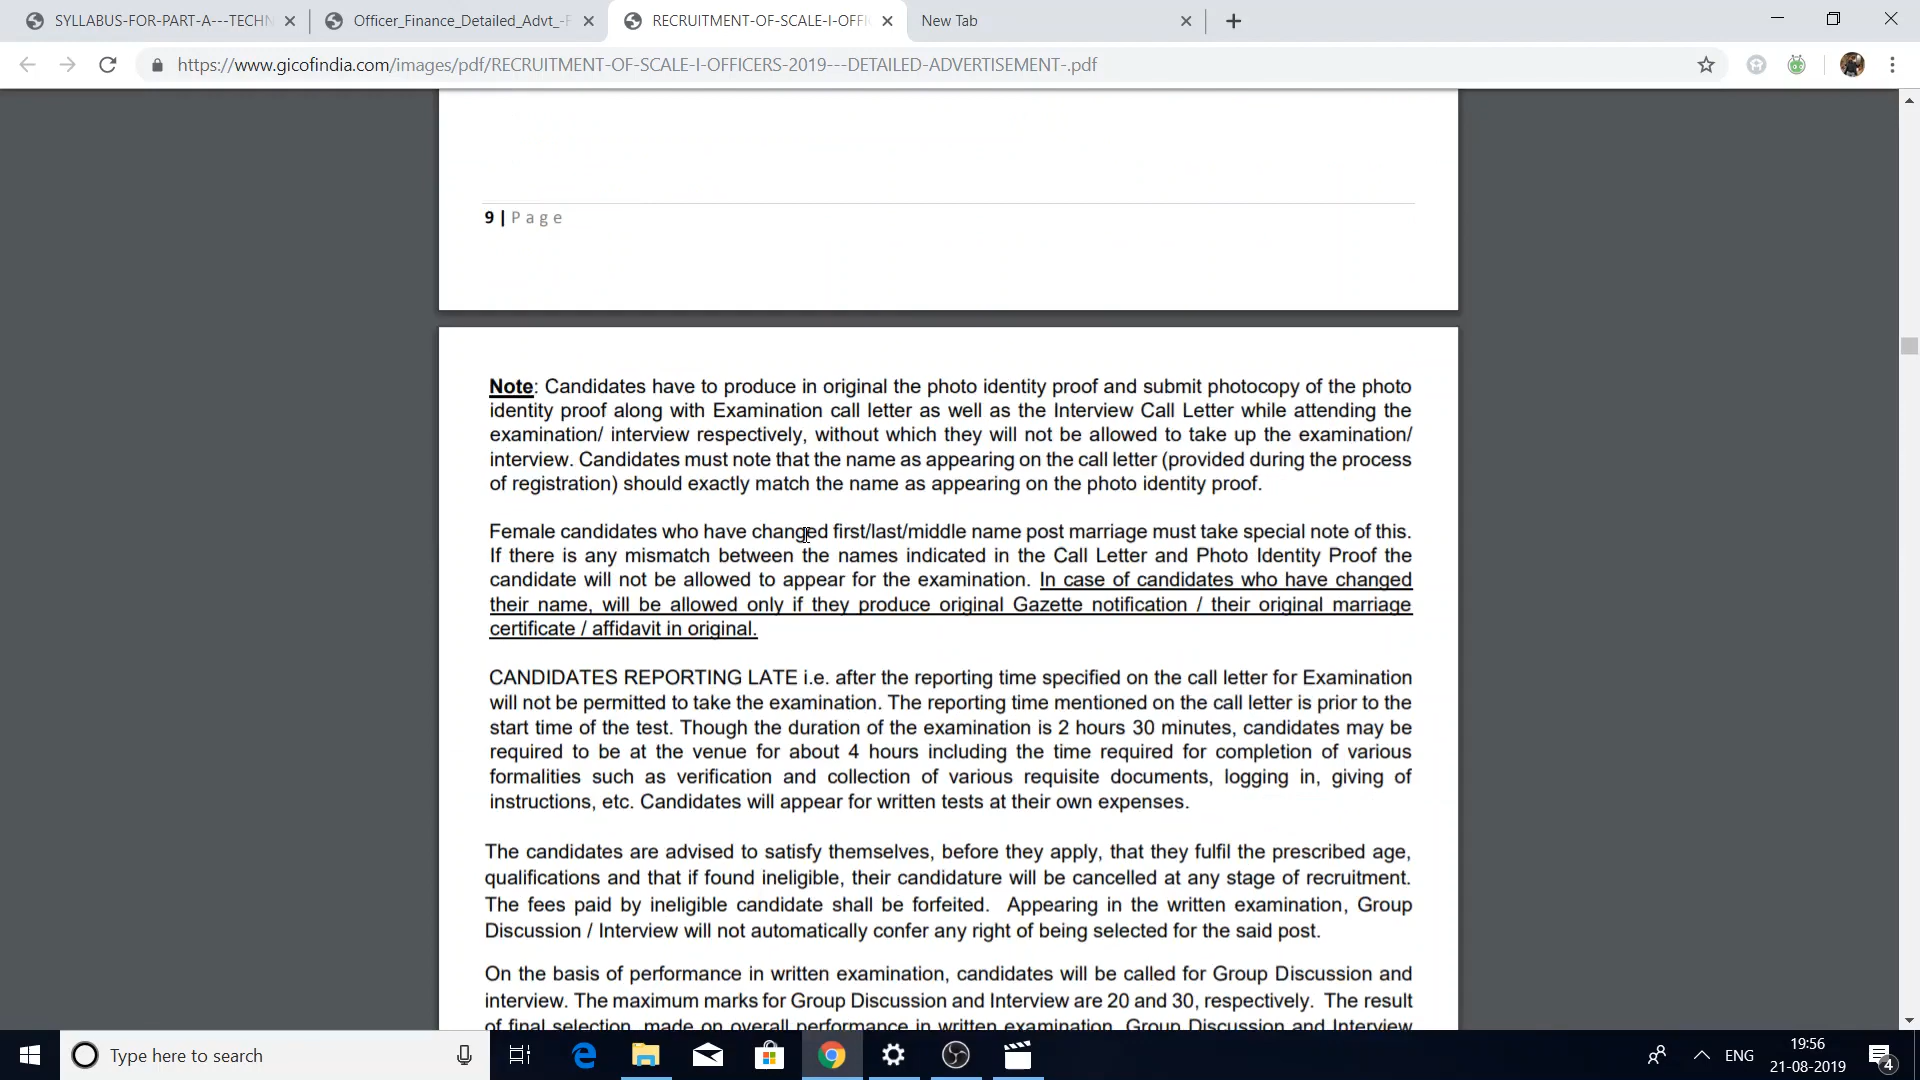 SYLLABUS-FOR-PART-A---TECHN
Officer_Finance_Detailed_Advt_-F
RECRUITMENT-OF-SCALE-I-OFFI
New Tab
https://www.gicofindia.com/images/pdf/RECRUITMENT-OF-SCALE-I-OFFICERS-2019---DETAILED-ADVERTISEMENT-.pdf
9 | Page
Note: Candidates have to produce in original the photo identity proof and submit photocopy of the photo
identity proof along with Examination call letter as well as the Interview Call Letter while attending the
examination/ interview respectively, without which they will not be allowed to take up the examination/
interview. Candidates must note that the name as appearing on the call letter (provided during the process
of registration) should exactly match the name as appearing on the photo identity proof.
Female candidates who have changed first/last/middle name post marriage must take special note of this.
If there is any mismatch between the names indicated in the Call Letter and Photo Identity Proof the
candidate will not be allowed to appear for the examination. In case of candidates who have changed
their name, will be allowed only if they produce original Gazette notification / their original marriage
certificate / affidavit in original.
CANDIDATES REPORTING LATE i.e. after the reporting time specified on the call letter for Examination
will not be permitted to take the examination. The reporting time mentioned on the call letter is prior to the
start time of the test. Though the duration of the examination is 2 hours 30 minutes, candidates may be
required to be at the venue for about 4 hours including the time required for completion of various
formalities such as verification and collection of various requisite documents, logging in, giving of
instructions, etc. Candidates will appear for written tests at their own expenses.
The candidates are advised to satisfy themselves, before they apply, that they fulfil the prescribed age,
qualifications and that if found ineligible, their candidature will be cancelled at any stage of recruitment.
The fees paid by ineligible candidate shall be forfeited. Appearing in the written examination, Group
Discussion / Interview will not automatically confer any right of being selected for the said post.
On the basis of performance in written examination, candidates will be called for Group Discussion and
interview. The maximum marks for Group Discussion and Interview are 20 and 30, respectively. The result
of final selection, made on overall performance in written examination, Group Discussion and Interview
Type here to search
ENG
19:56
21-08-2019
4